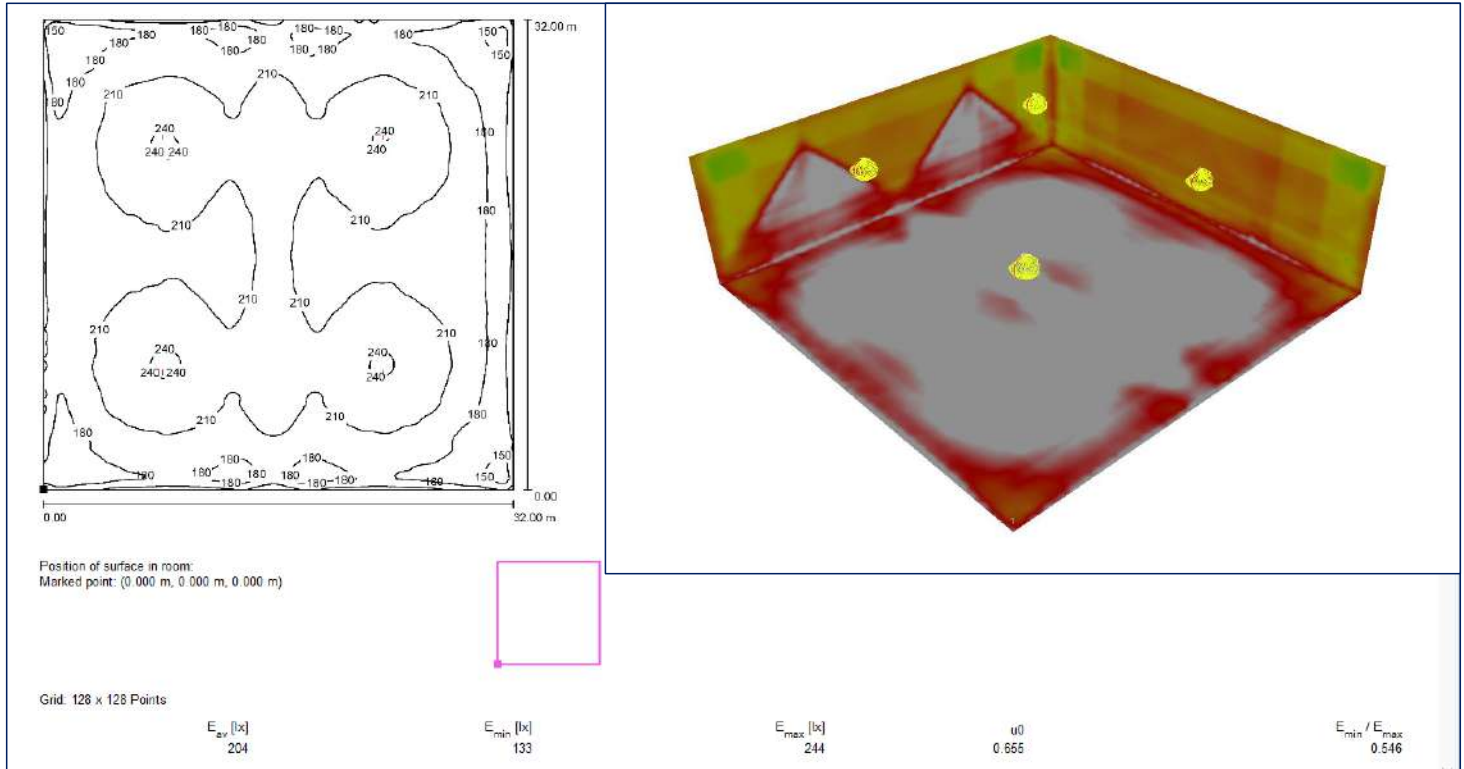 150 180 180 180 180 180 180 150 32.00 m
180 180 180 180 150
180
210
210 210
180
240 240 180
240 240 240
180
210 210
210 210
210 210
180
240 240
240 240 240
210 210 180
180
180 180 150
180 180 180 180 180 150
180 180 180 180
0.00
0.00 32.00 m
1
Position of surface in room:
Marked point: (0.000 m, 0.000 m, 0.000 m)
Grid: 128 x 128 Points
E_av [lx] E_min [lx] E_max [lx] u0 E_min / E_max
204 133 244 0.655 0.546